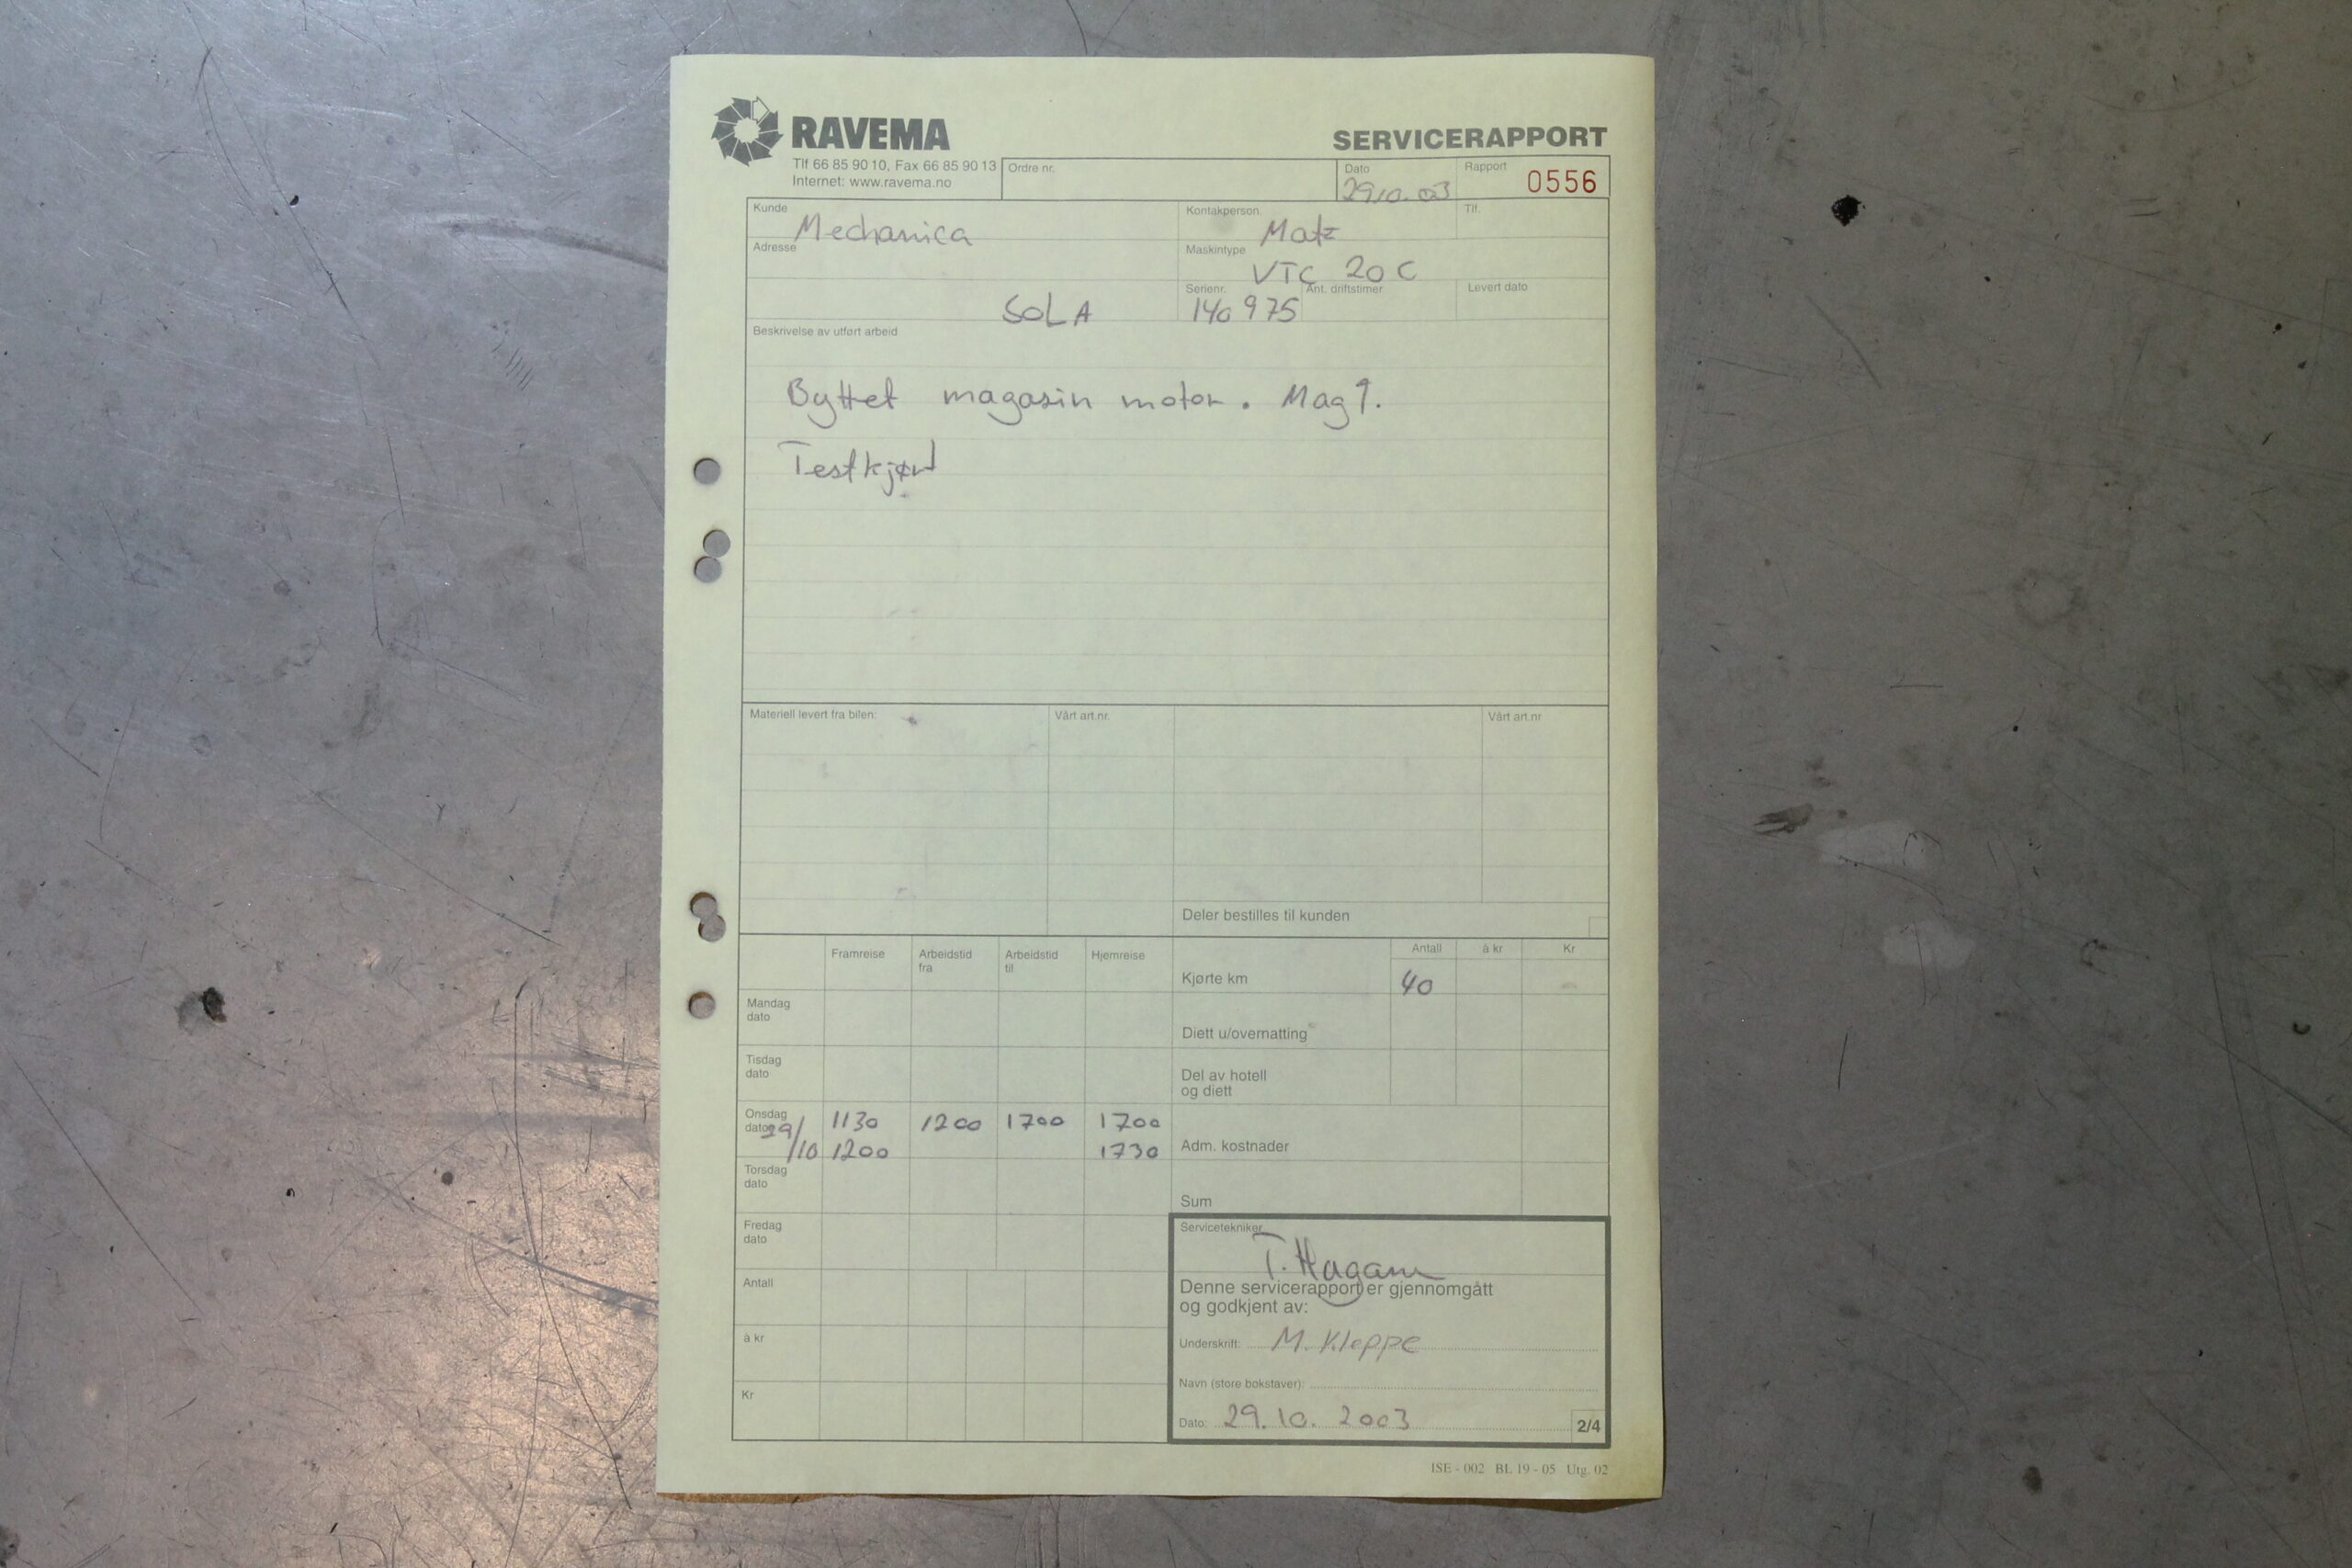 RAVEMA
SERVICERAPPORT
Tlf 66 85 90 10, Fax 66 85 90 13
Internet: www.ravema.no
Ordre nr.
Dato
29.10.03
Rapport
0556
Kunde
Mechanica
Kontakperson
Matz
Tlf.
Adresse
SOLA
Maskintype
VTC 20 C
Serienr.
140975
Ant. driftstimer
Levert dato
Beskrivelse av utført arbeid
Byttet magasin motor. Mag 1.
Testkjørt
Materiell levert fra bilen:
Vårt art.nr.
Vårt art.nr
Deler bestilles til kunden
Framreise
Arbeidstid fra
Arbeidstid til
Hjemreise
Antall
à kr
Kr
Kjørte km
40
Mandag dato
Diett u/overnatting
Tisdag dato
Del av hotell
og diett
Onsdag dato
29/10
1130
1200
1200
1700
1700
1730
Adm. kostnader
Torsdag dato
Sum
Fredag dato
Antall
à kr
Kr
Servicetekniker
Denne servicerapport er gjennomgått
og godkjent av:
Underskrift: M. Kleppe
Navn (store bokstaver):
Dato: 29.10.2003
2/4
ISE - 002 BL 19 - 05 Utg. 02